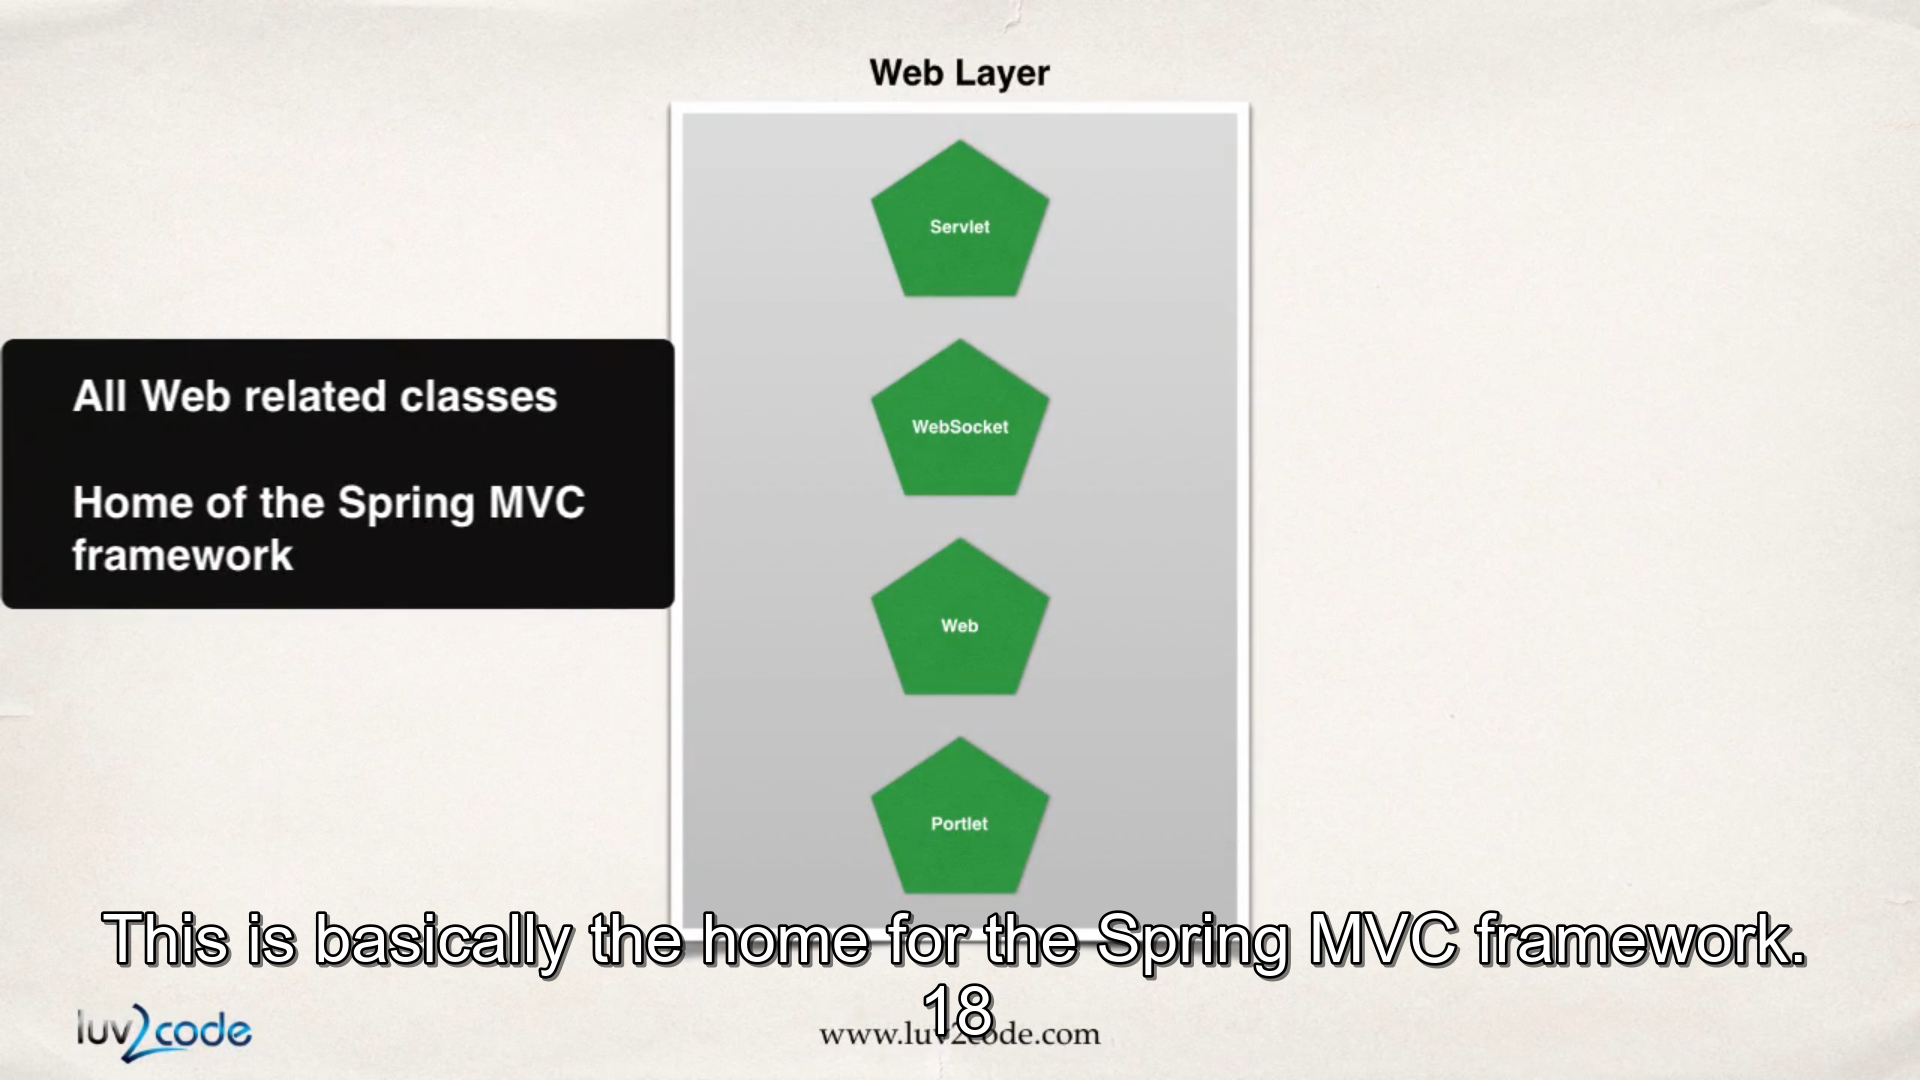 Web Layer
Servlet
WebSocket
Web
Portlet
All Web related classes
Home of the Spring MVC
framework
This is basically the home for the Spring MVC framework.
18
luv2code
www.luv2code.com